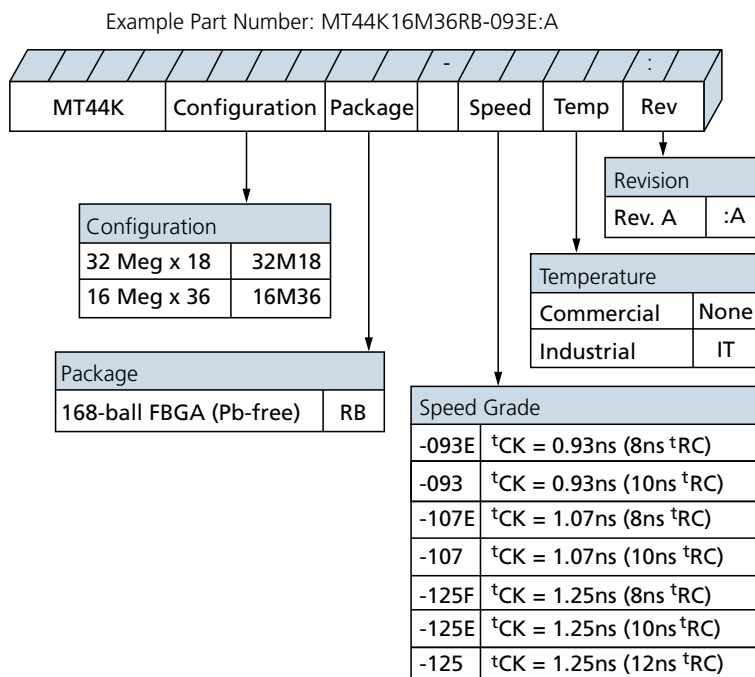 Example Part Number: MT44K16M36RB-093E:A
- :
MT44K Configuration Package Speed Temp Rev
Revision
Rev. A :A
Configuration
32 Meg x 18 32M18
16 Meg x 36 16M36
Temperature
Commercial None
Industrial IT
Package
168-ball FBGA (Pb-free) RB
Speed Grade
-093E tCK = 0.93ns (8ns tRC)
-093 tCK = 0.93ns (10ns tRC)
-107E tCK = 1.07ns (8ns tRC)
-107 tCK = 1.07ns (10ns tRC)
-125F tCK = 1.25ns (8ns tRC)
-125E tCK = 1.25ns (10ns tRC)
-125 tCK = 1.25ns (12ns tRC)